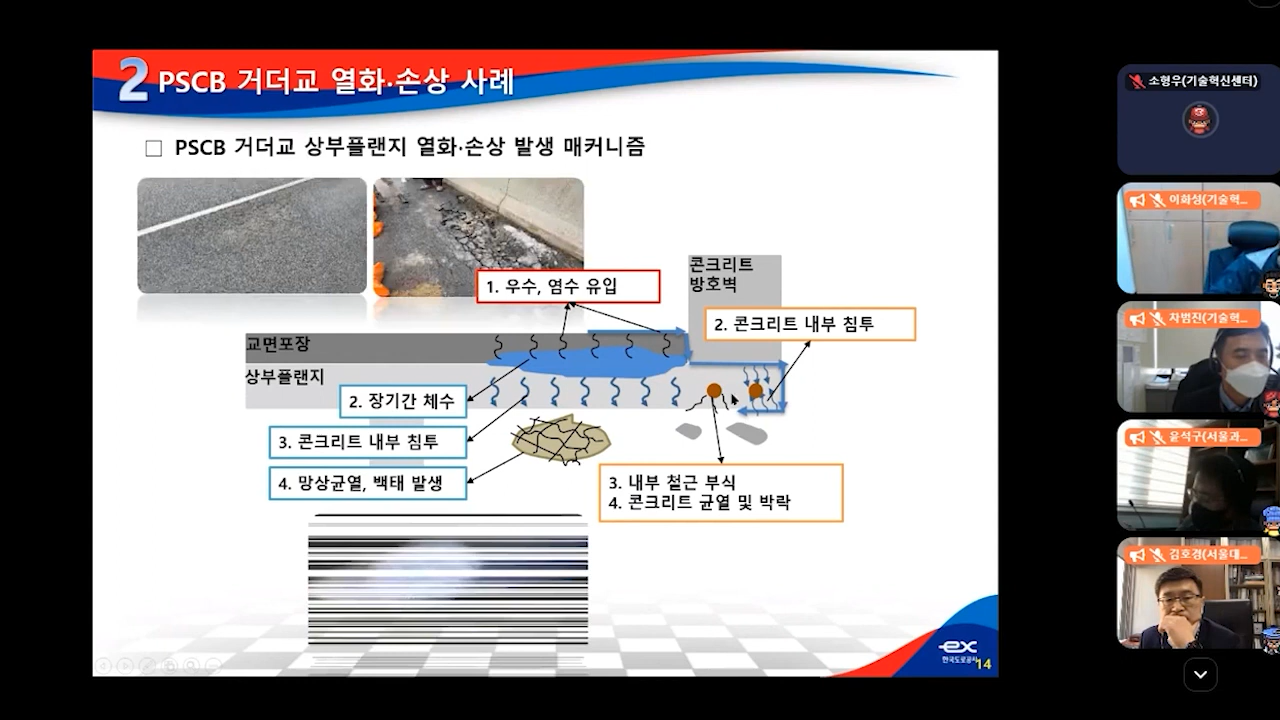 2 PSCB 거더교 열화·손상 사례
□ PSCB 거더교 상부플랜지 열화·손상 발생 매커니즘
1. 우수, 염수 유입
콘크리트
방호벽
2. 콘크리트 내부 침투
교면포장
상부플랜지
2. 장기간 체수
3. 콘크리트 내부 침투
4. 망상균열, 백태 발생
3. 내부 철근 부식
4. 콘크리트 균열 및 박락
ex
한국도로공사
14
소형우(기술혁신센터)
이화성(기술혁...
차범진(기술혁...
윤석구(서울과...
김호경(서울대...